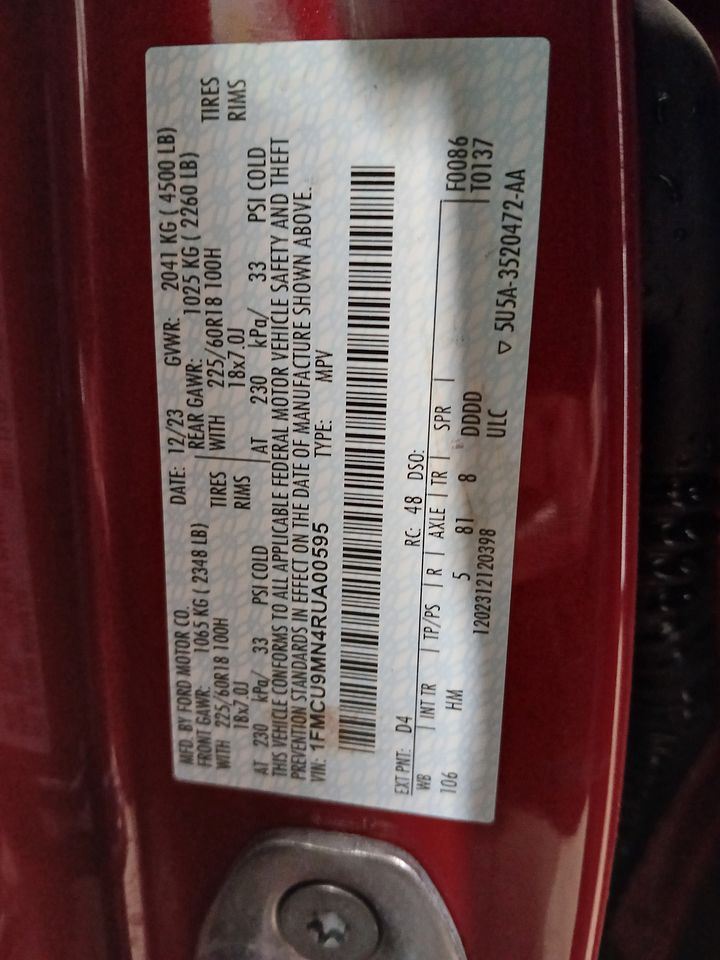 MFD. BY FORD MOTOR CO. DATE: 12/23 GVWR: 2041 KG ( 4500 LB)
FRONT GAWR: 1065 KG ( 2348 LB) REAR GAWR: 1025 KG ( 2260 LB)
WITH 225/60R18 100H TIRES WITH 225/60R18 100H TIRES
18x7.0J RIMS 18x7.0J RIMS
AT 230 kPa/ 33 PSI COLD AT 230 kPa/ 33 PSI COLD
THIS VEHICLE CONFORMS TO ALL APPLICABLE FEDERAL MOTOR VEHICLE SAFETY AND THEFT
PREVENTION STANDARDS IN EFFECT ON THE DATE OF MANUFACTURE SHOWN ABOVE.
VIN: 1FMCU9MN4RUA00595 TYPE: MPV
EXT PNT: D4 RC: 48 DSO:
WB INT TR TP/PS R AXLE TR SPR F0086
106 HM 5 81 8 DDDD T0137
1202312120398 ULC
▽ 5U5A-3520472-AA